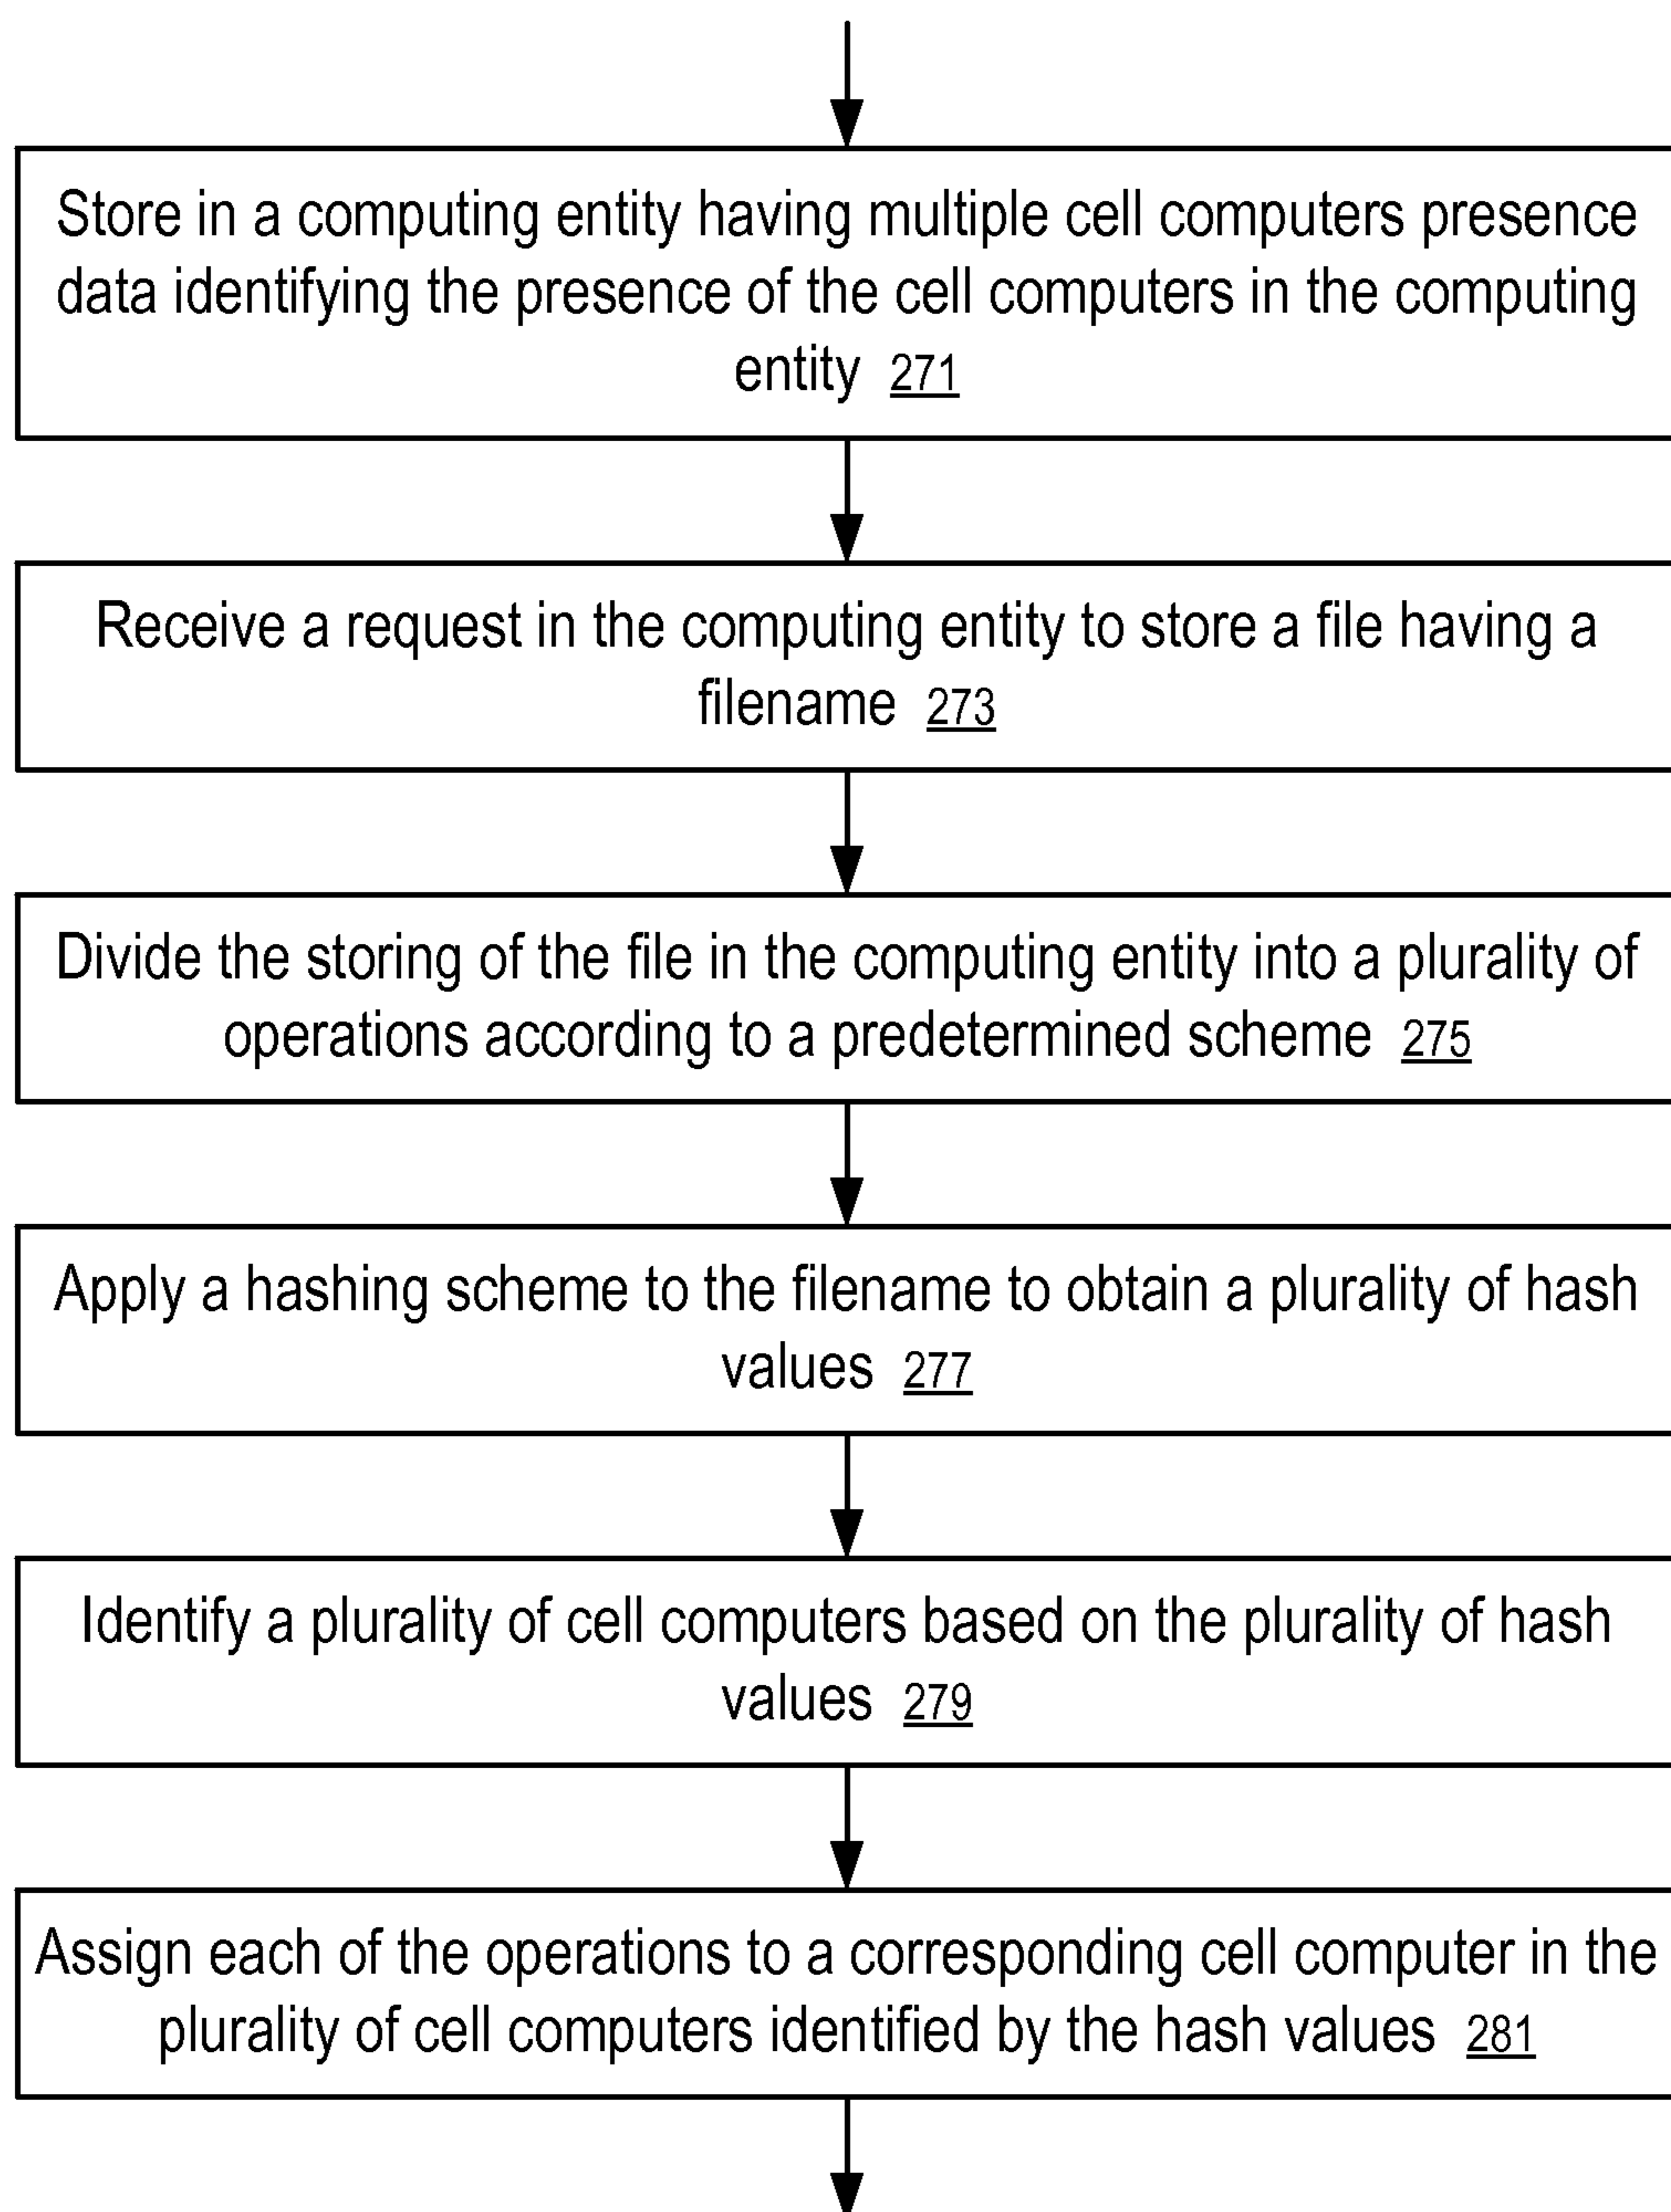 Store in a computing entity having multiple cell computers presence
data identifying the presence of the cell computers in the computing
entity 271
Receive a request in the computing entity to store a file having a
filename 273
Divide the storing of the file in the computing entity into a plurality of
operations according to a predetermined scheme 275
Apply a hashing scheme to the filename to obtain a plurality of hash
values 277
Identify a plurality of cell computers based on the plurality of hash
values 279
Assign each of the operations to a corresponding cell computer in the
plurality of cell computers identified by the hash values 281